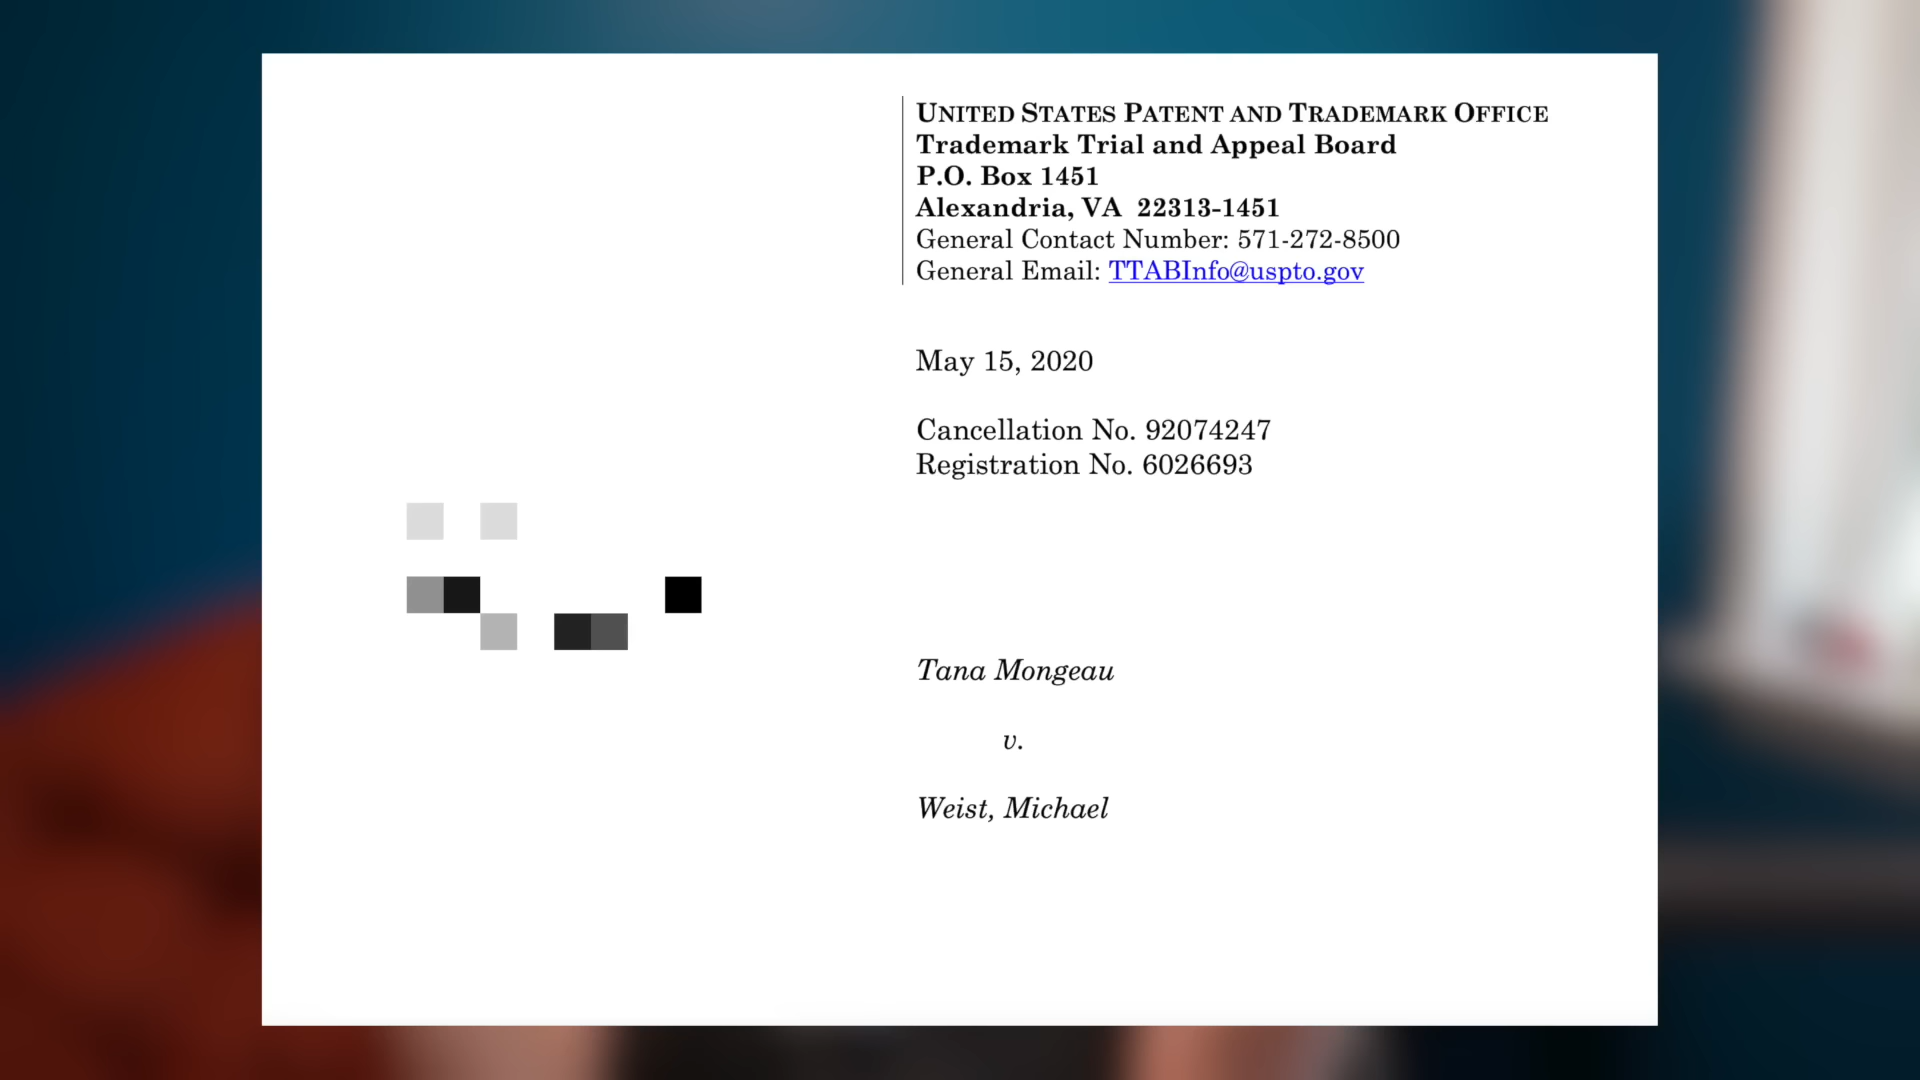 UNITED STATES PATENT AND TRADEMARK OFFICE
Trademark Trial and Appeal Board
P.O. Box 1451
Alexandria, VA 22313-1451
General Contact Number: 571-272-8500
General Email: TTABInfo@uspto.gov
May 15, 2020
Cancellation No. 92074247
Registration No. 6026693
Tana Mongeau
v.
Weist, Michael